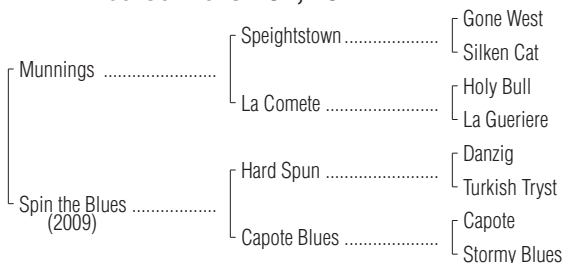 Gone West
Speightstown
Silken Cat
Munnings
Holy Bull
La Comete
La Gueriere
Danzig
Hard Spun
Turkish Tryst
Spin the Blues
(2009)
Capote
Capote Blues
Stormy Blues